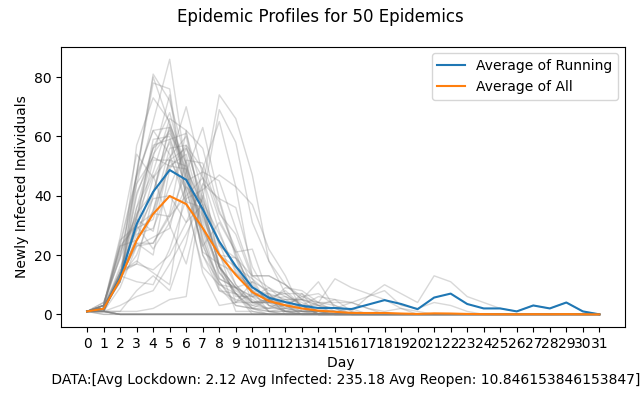 Epidemic Profiles for 50 Epidemics
Average of Running
Average of All
Newly Infected Individuals
80
60
40
20
0
0 1 2 3 4 5 6 7 8 9 10 11 12 13 14 15 16 17 18 19 20 21 22 23 24 25 26 27 28 29 30 31
Day
DATA:[Avg Lockdown: 2.12 Avg Infected: 235.18 Avg Reopen: 10.846153846153847]